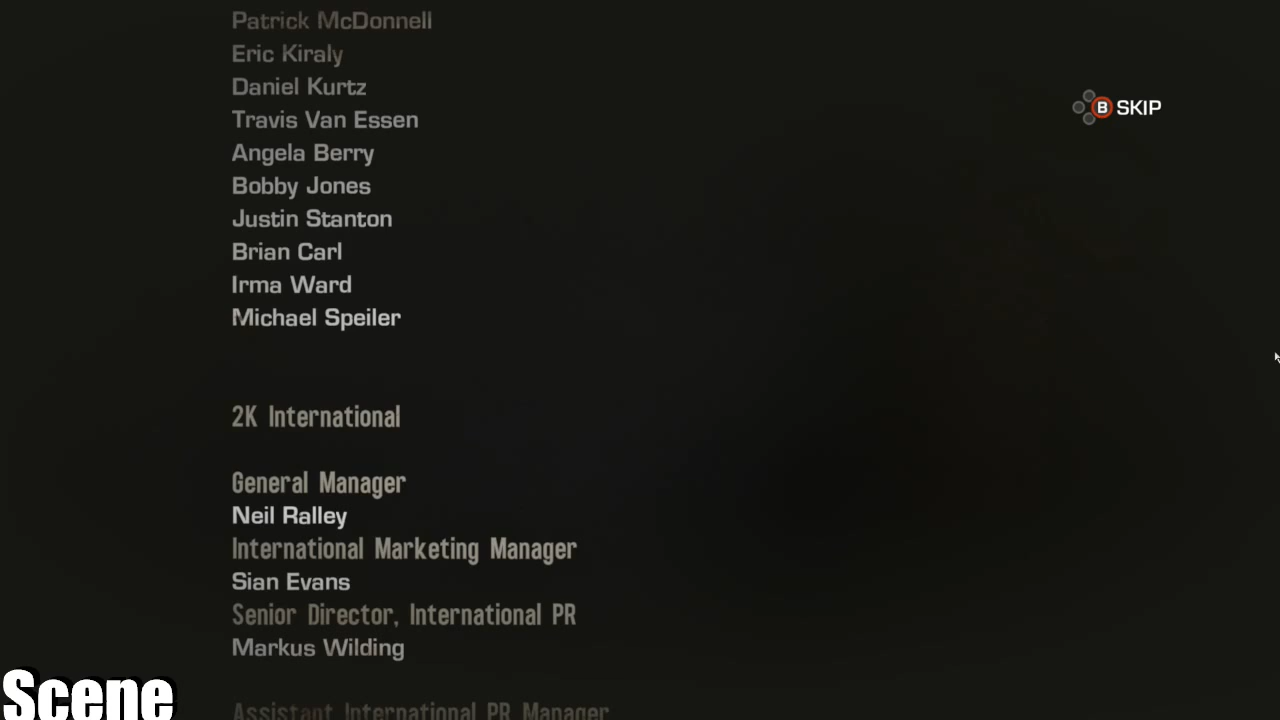 Patrick McDonnell
Eric Kiraly
Daniel Kurtz
Travis Van Essen
Angela Berry
Bobby Jones
Justin Stanton
Brian Carl
Irma Ward
Michael Speiler
B SKIP
2K International
General Manager
Neil Ralley
International Marketing Manager
Sian Evans
Senior Director, International PR
Markus Wilding
Assistant International PR Manager
Scene